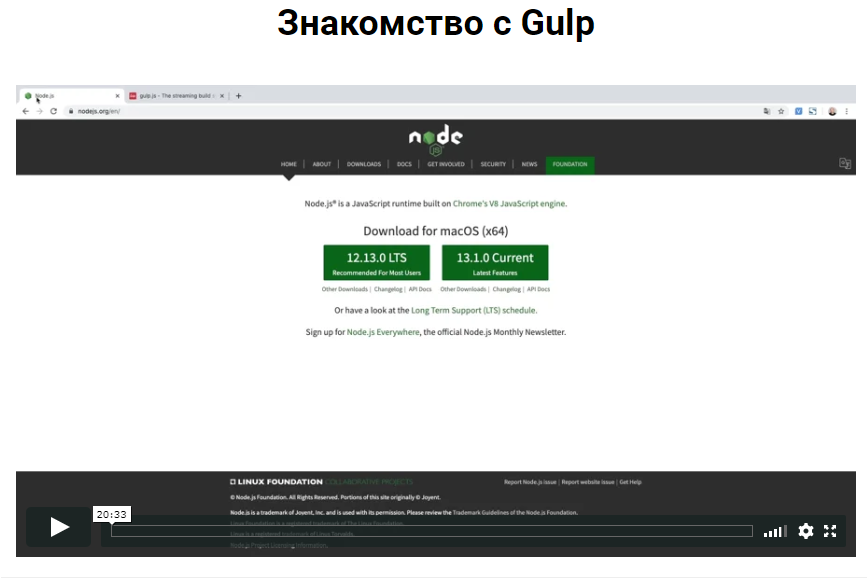 Знакомство с Gulp
Node.js
gulp.js - The streaming build s
nodejs.org/en/
node
JS
HOME | ABOUT | DOWNLOADS | DOCS | GET INVOLVED | SECURITY | NEWS FOUNDATION
Node.js® is a JavaScript runtime built on Chrome's V8 JavaScript engine.
Download for macOS (x64)
12.13.0 LTS
Recommended For Most Users
13.1.0 Current
Latest Features
Other Downloads | Changelog | API Docs
Other Downloads | Changelog | API Docs
Or have a look at the Long Term Support (LTS) schedule.
Sign up for Node.js Everywhere, the official Node.js Monthly Newsletter.
LINUX FOUNDATION COLLABORATIVE PROJECTS
Report Node.js issue | Report website issue | Get Help
© Node.js Foundation. All Rights Reserved. Portions of this site originally © Joyent.
Node.js is a trademark of Joyent, Inc. and is used with its permission. Please review the Trademark Guidelines of the Node.js Foundation.
Linux Foundation is a registered trademark of The Linux Foundation.
Linux is a registered trademark of Linus Torvalds.
Node.js Project Licensing Information.
20:33